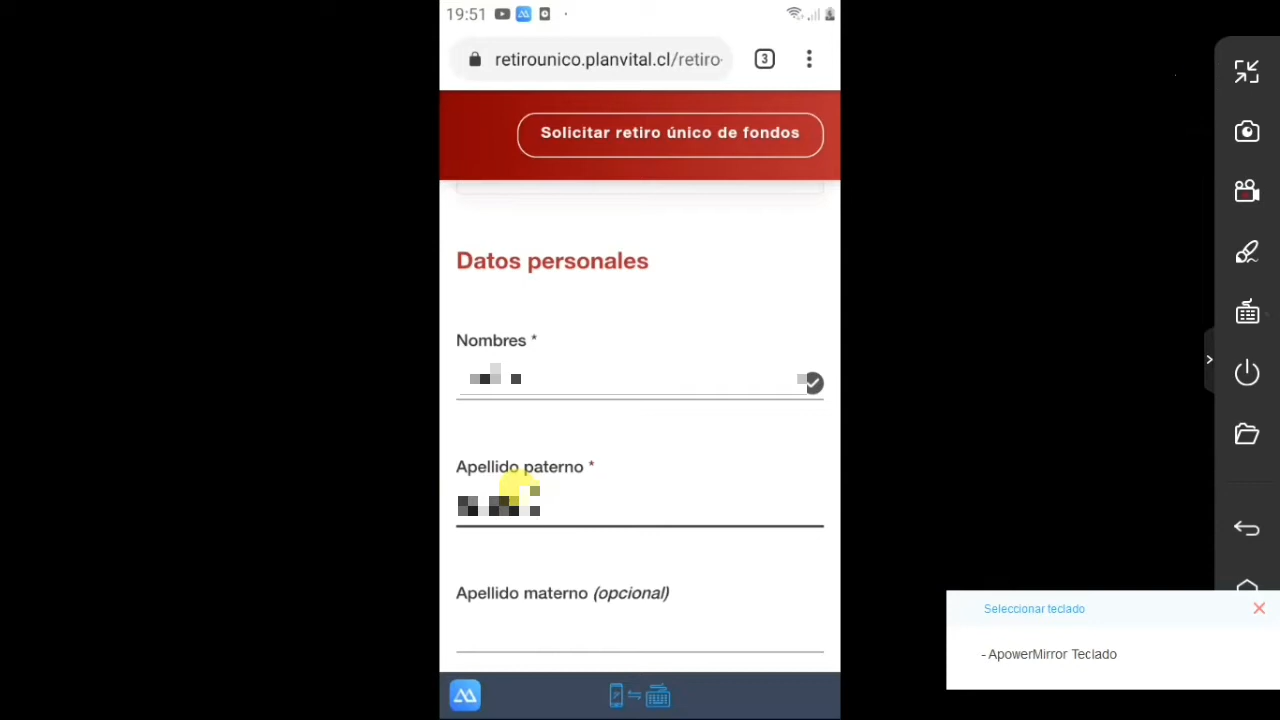 19:51
retirounico.planvital.cl/retiro-
3
Solicitar retiro único de fondos
Datos personales
Nombres *
Apellido paterno *
Apellido materno (opcional)
Seleccionar teclado
- ApowerMirror Teclado